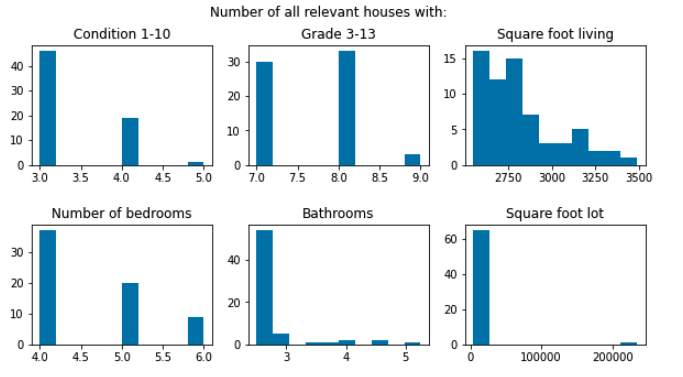 Number of all relevant houses with:
Condition 1-10
Grade 3-13
Square foot living
40
30
20
10
0
3.0 3.5 4.0 4.5 5.0
30
20
10
0
7.0 7.5 8.0 8.5 9.0
15
10
5
0
2750 3000 3250 3500
Number of bedrooms
Bathrooms
Square foot lot
30
20
10
0
4.0 4.5 5.0 5.5 6.0
40
20
0
3 4 5
60
40
20
0
0 100000 200000